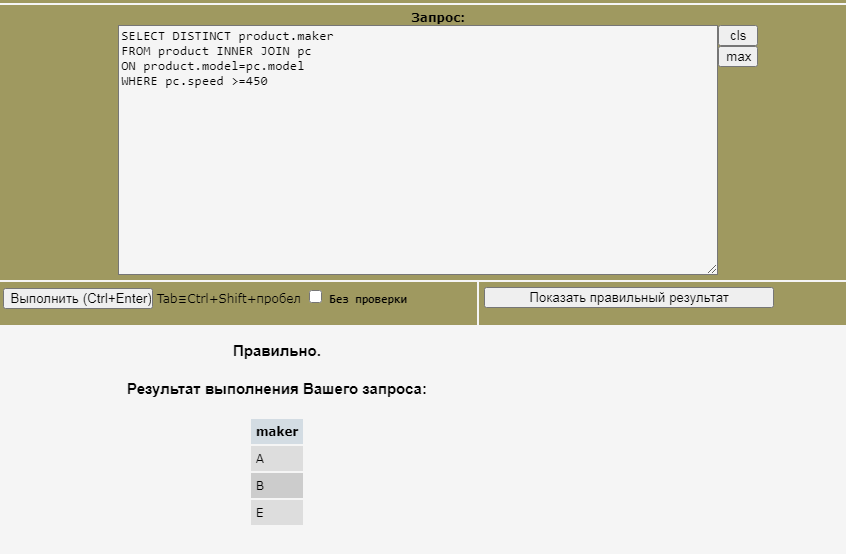 Запрос:
SELECT DISTINCT product.maker
FROM product INNER JOIN pc
ON product.model=pc.model
WHERE pc.speed >=450
cls
max
Выполнить (Ctrl+Enter) Tab≡Ctrl+Shift+пробел Без проверки
Показать правильный результат
Правильно.
Результат выполнения Вашего запроса:
maker
A
B
E